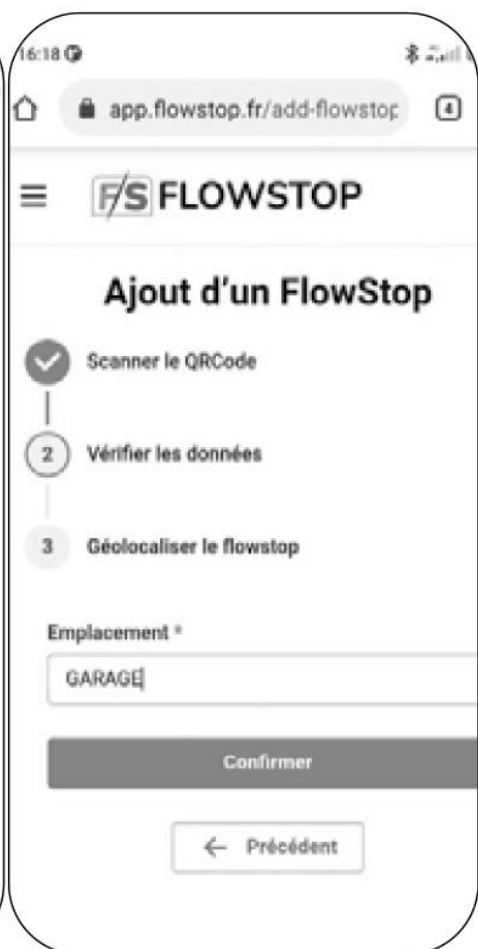 16:18
app.flowstop.fr/add-flowstop
4
F/S FLOWSTOP
Ajout d'un FlowStop
Scanner le QRCode
2 Vérifier les données
3 Géolocaliser le flowstop
Emplacement *
GARAGE
Confirmer
← Précédent